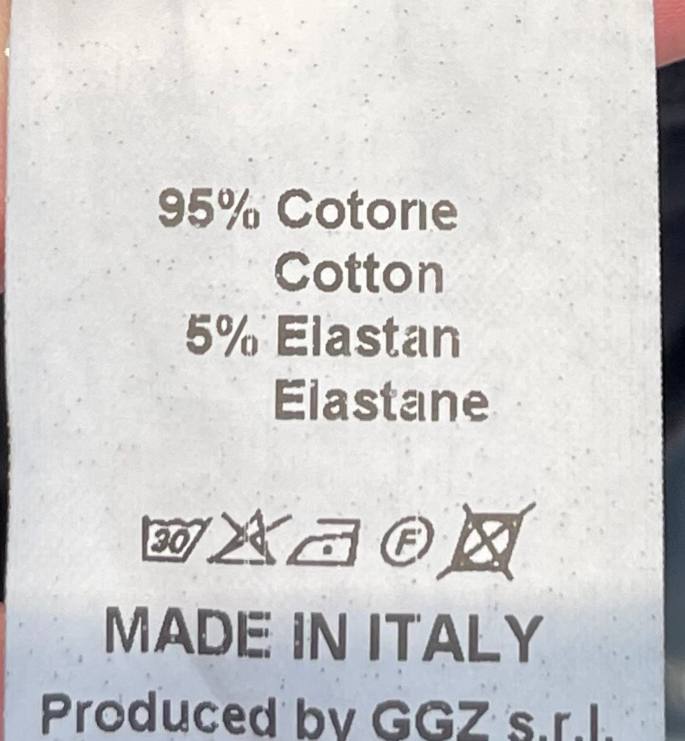 95% Cotone
Cotton
5% Elastan
Elastane
30 F
MADE IN ITALY
Produced by GGZ s.r.l.